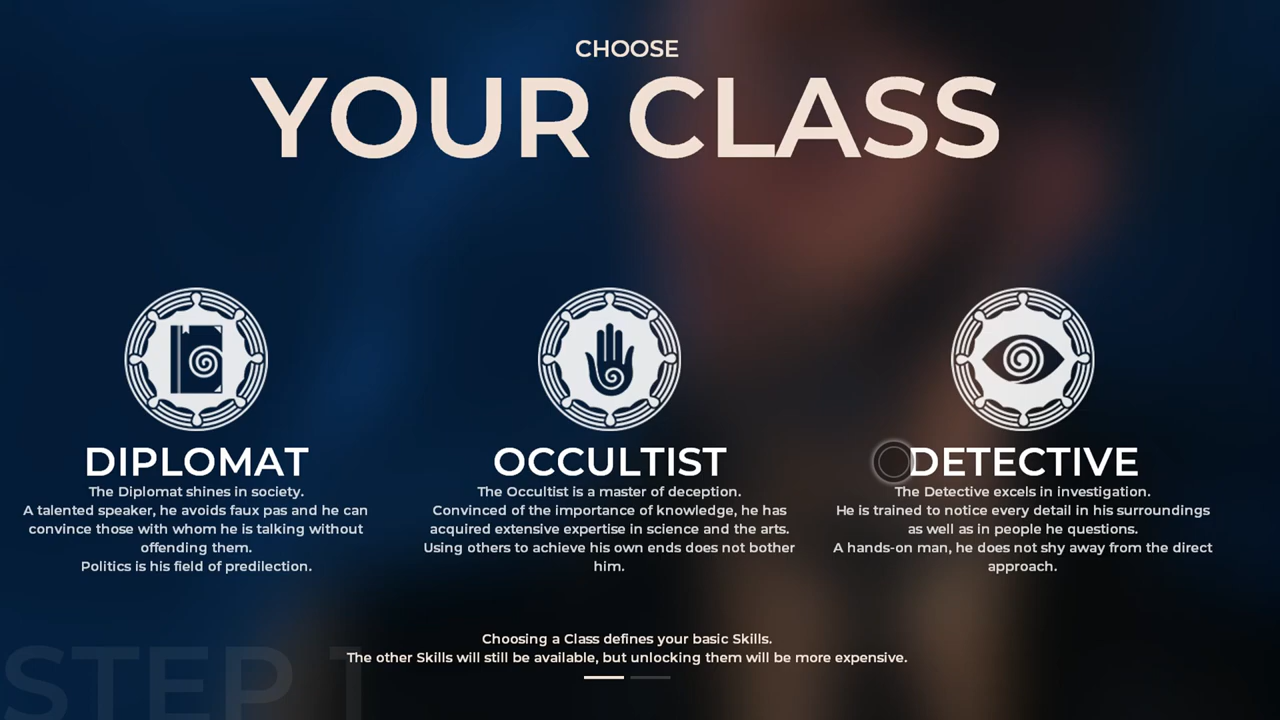 CHOOSE
YOUR CLASS
DIPLOMAT
The Diplomat shines in society.
A talented speaker, he avoids faux pas and he can
convince those with whom he is talking without
offending them.
Politics is his field of predilection.
OCCULTIST
The Occultist is a master of deception.
Convinced of the importance of knowledge, he has
acquired extensive expertise in science and the arts.
Using others to achieve his own ends does not bother
him.
DETECTIVE
The Detective excels in investigation.
He is trained to notice every detail in his surroundings
as well as in people he questions.
A hands-on man, he does not shy away from the direct
approach.
Choosing a Class defines your basic Skills.
The other Skills will still be available, but unlocking them will be more expensive.
STEP